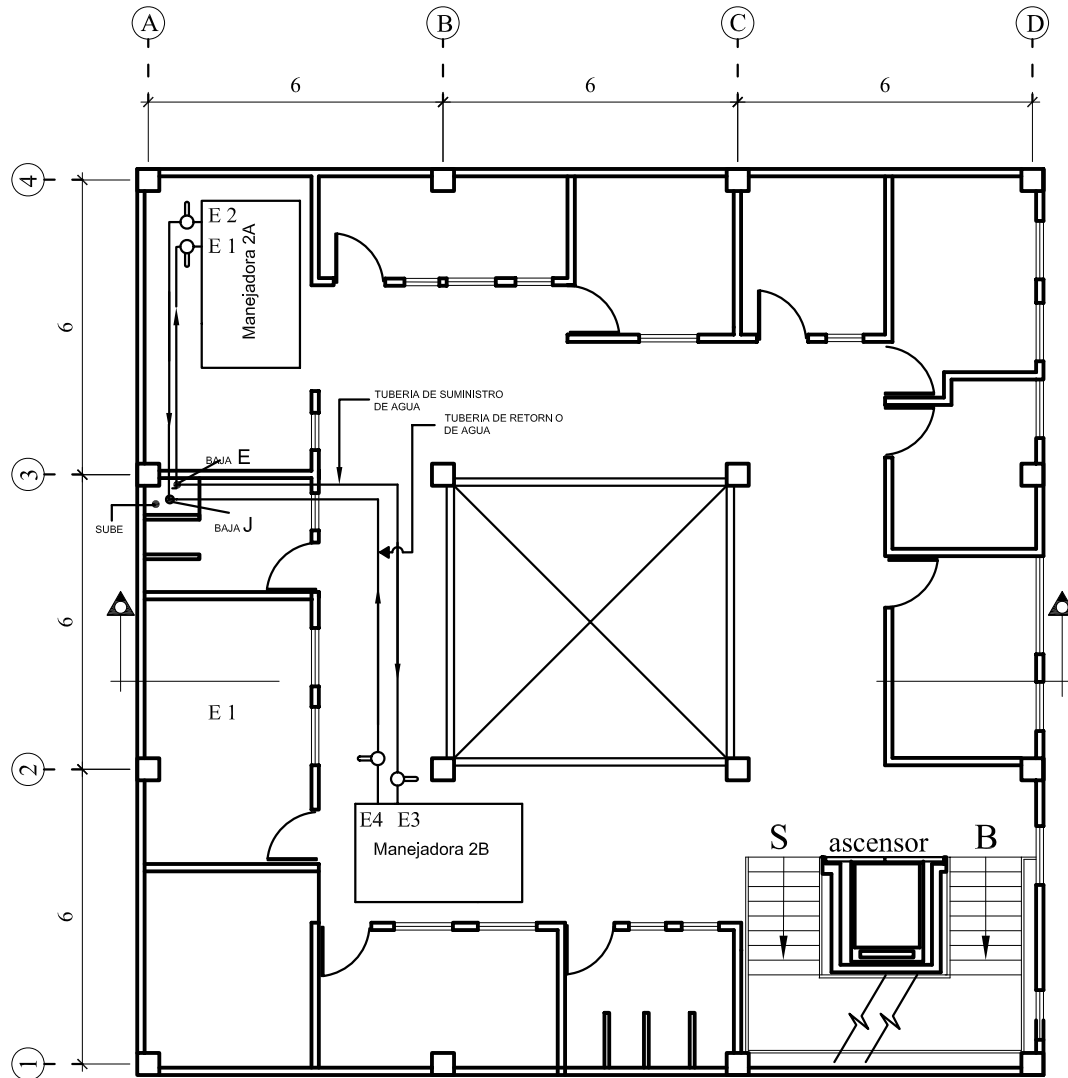 A B C D
6 6 6
4
E 2
E 1
Manejadora 2A
6
TUBERIA DE SUMINISTRO
DE AGUA
TUBERIA DE RETORN O
DE AGUA
BAJA E
3
SUBE
BAJA J
6
E 1
2
E4 E3
Manejadora 2B
S ascensor B
6
1